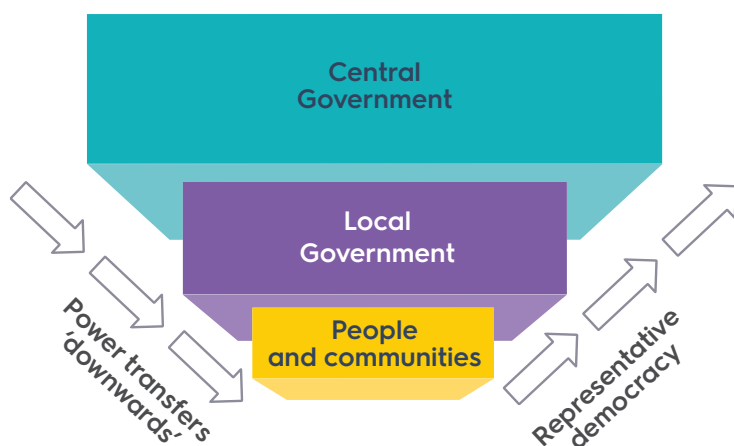 Central
Government
Local
Government
People
and communities
Power transfers
‘downwards’
Representative
democracy